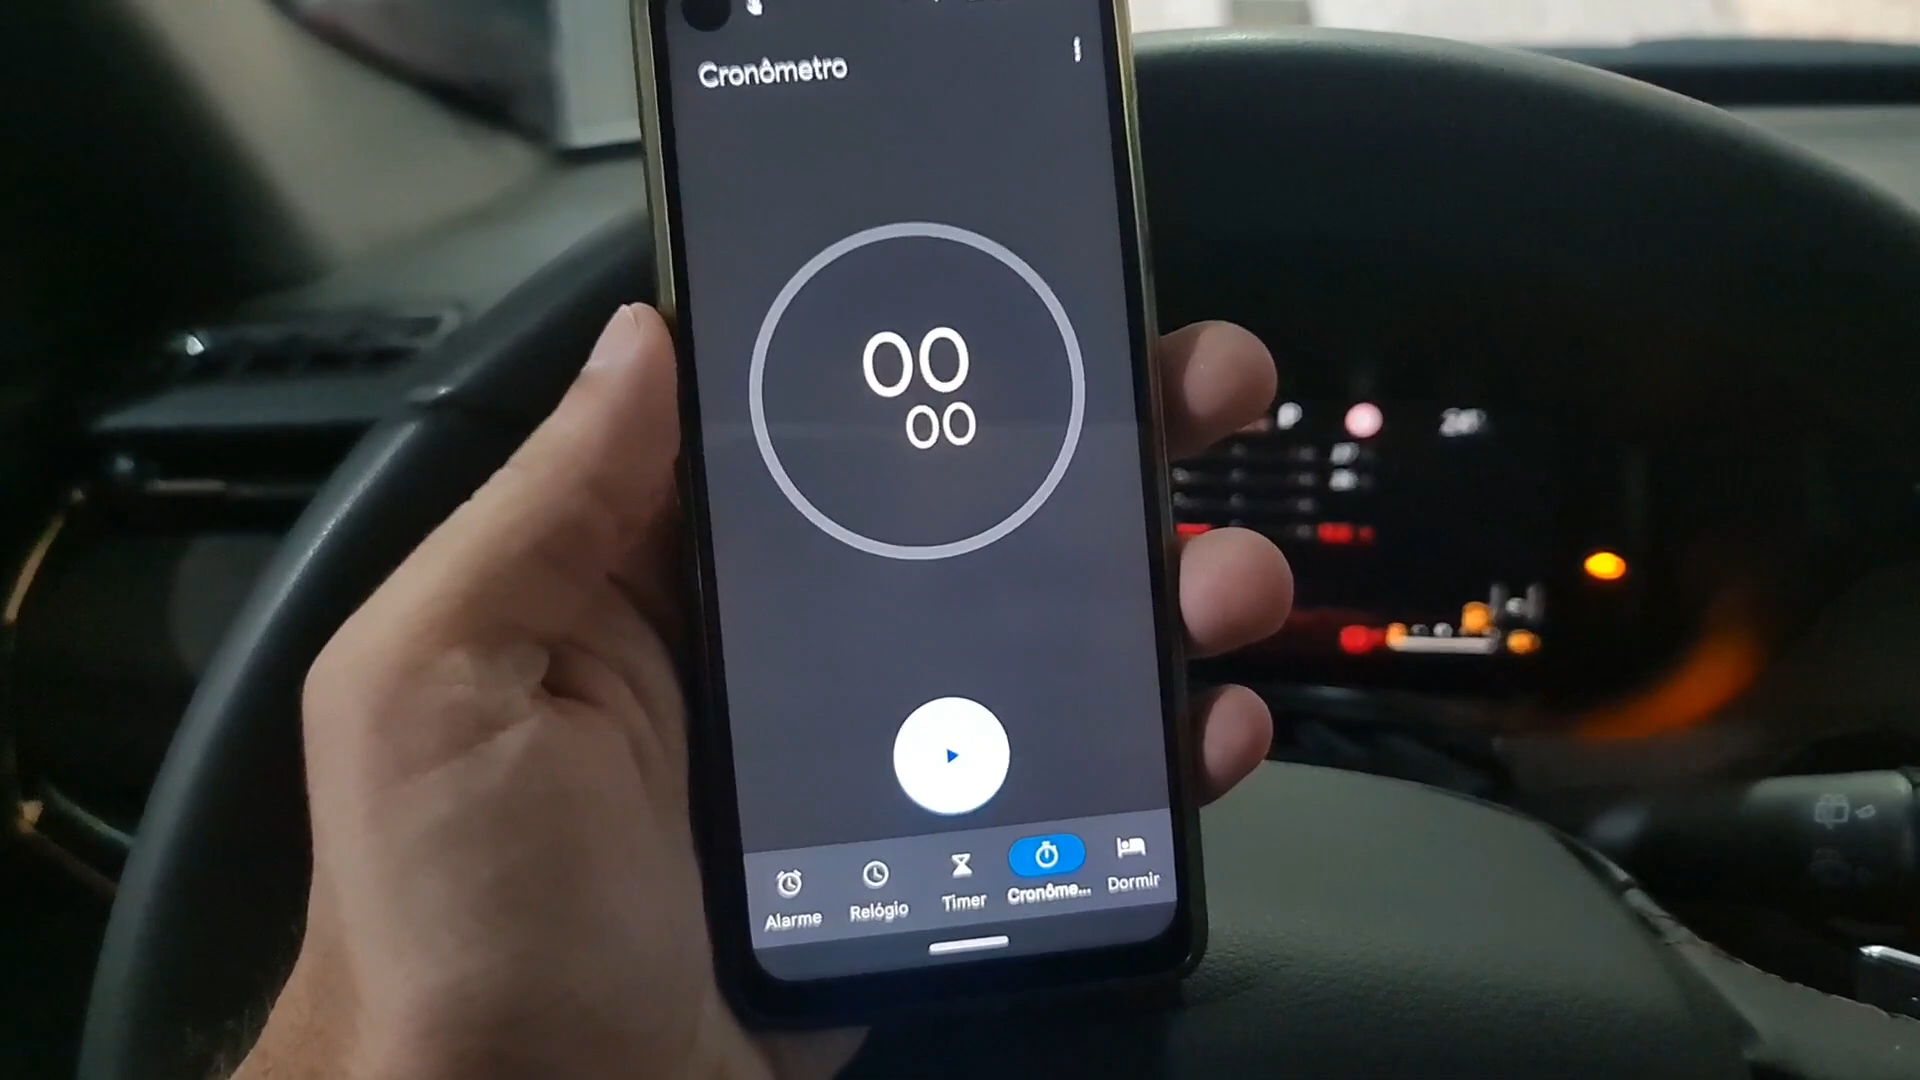 Cronômetro
00
00
Alarme
Relógio
Timer
Cronôme...
Dormir